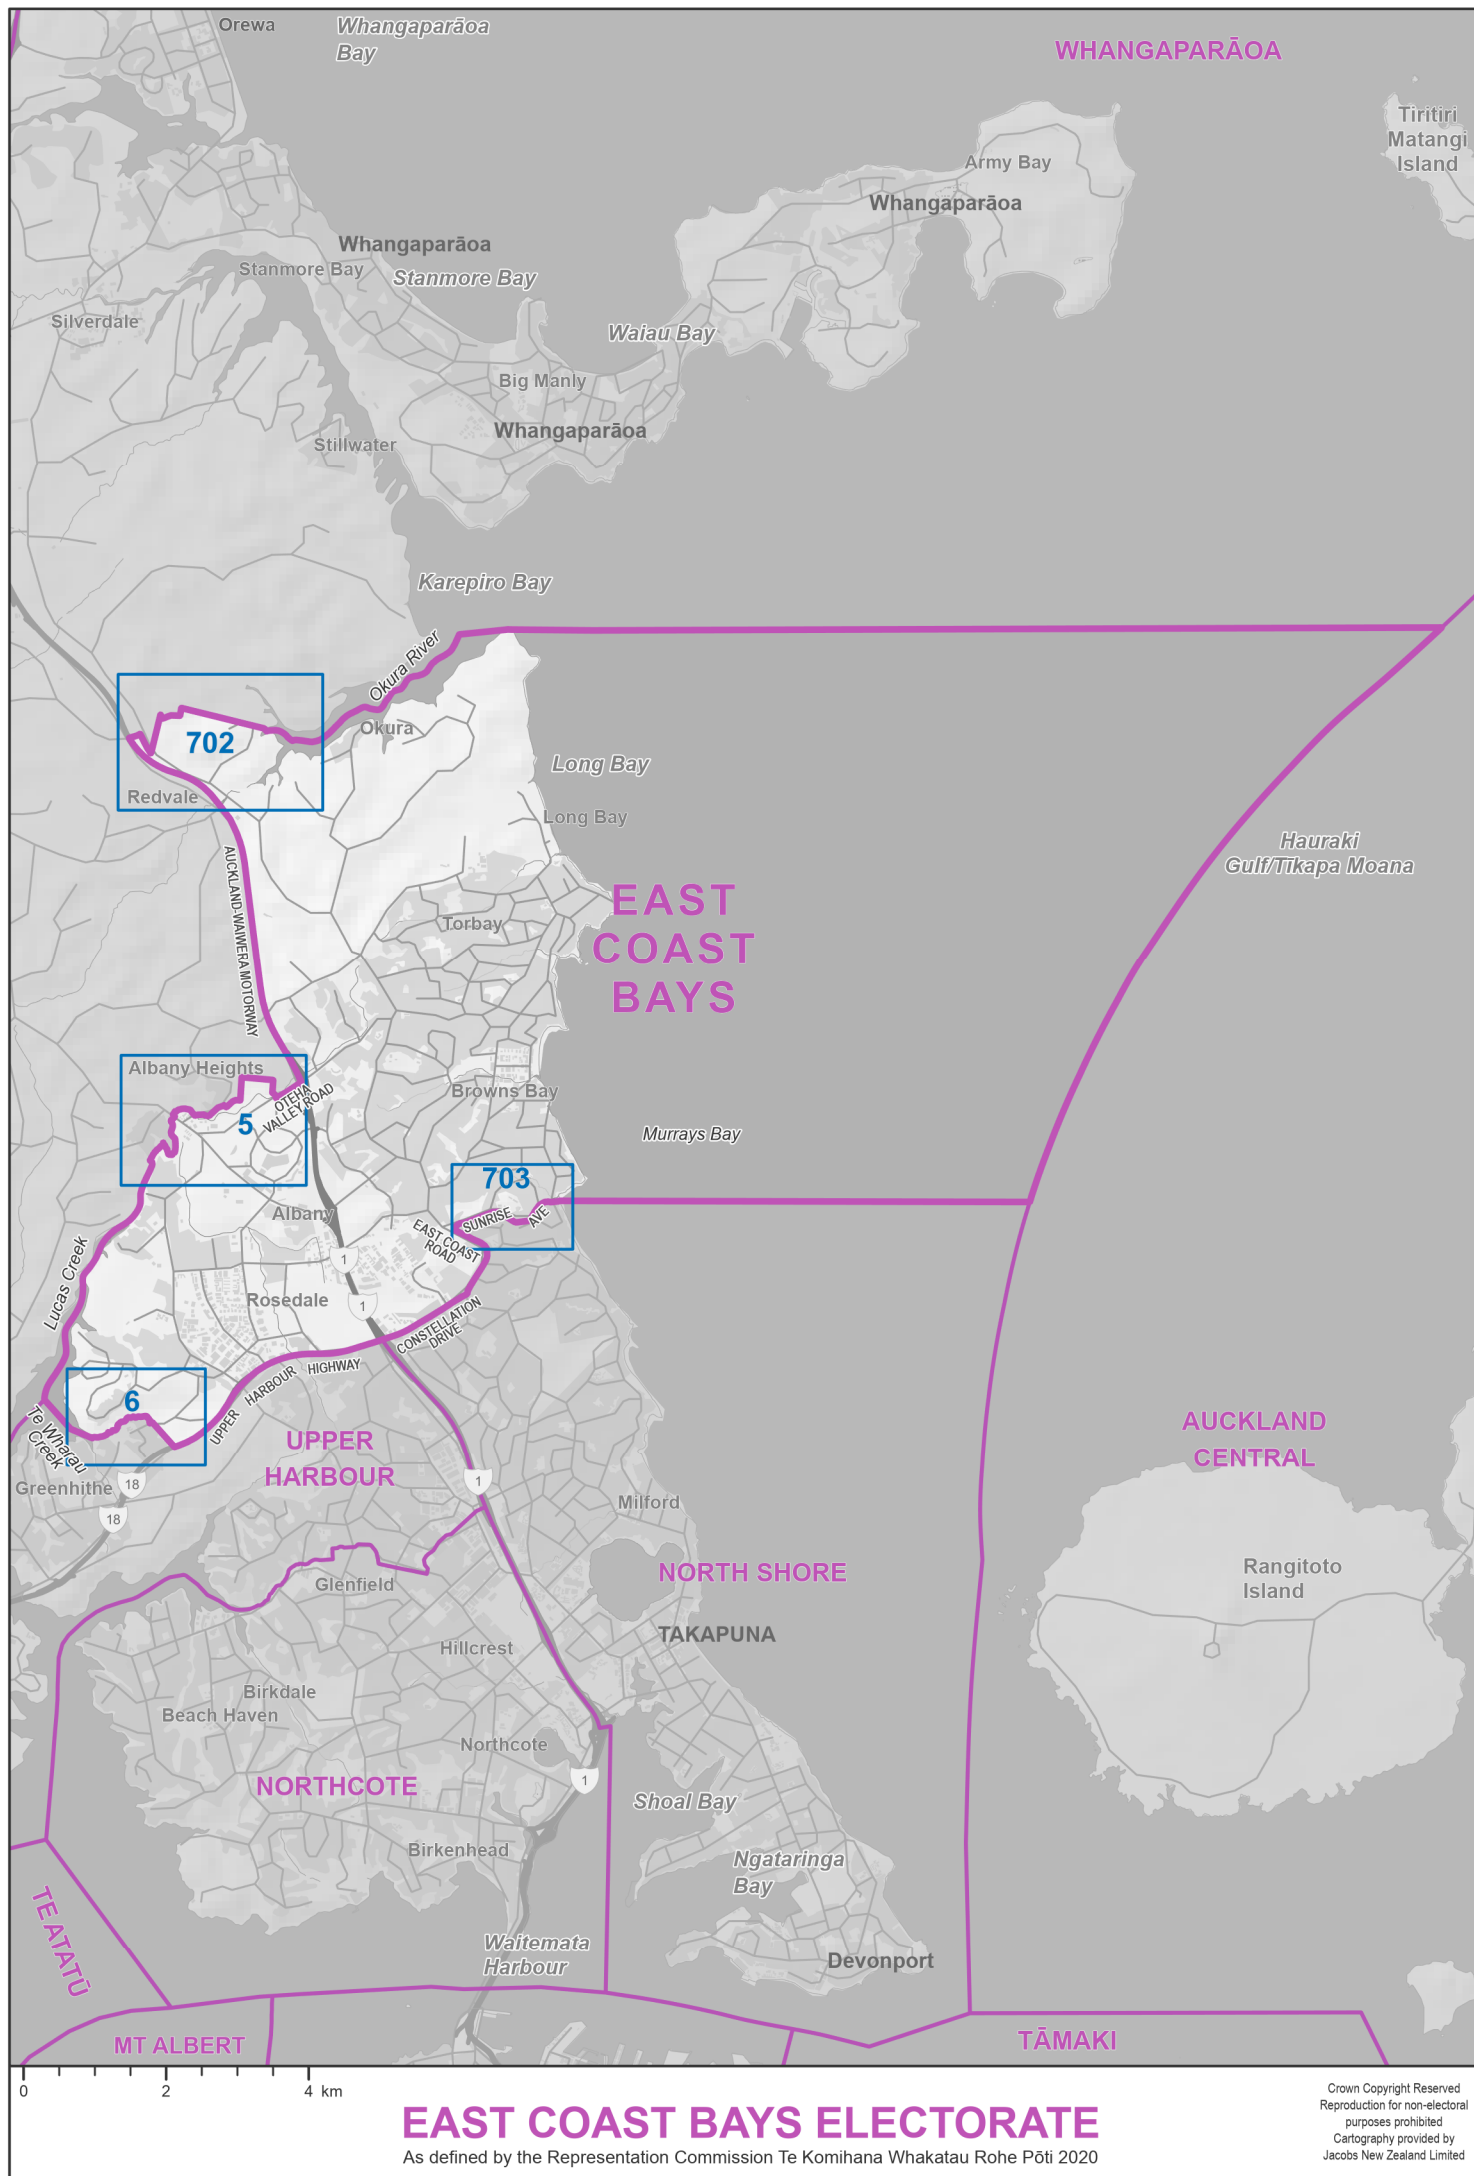 Orewa
Whangaparāoa
Bay
WHANGAPARĀOA
Tiritiri
Matangi
Island
Army Bay
Whangaparāoa
Whangaparāoa
Stanmore Bay
Stanmore Bay
Silverdale
Waiau Bay
Big Manly
Whangaparāoa
Stillwater
Karepiro Bay
Okura River
Okura
702
Redvale
Long Bay
Long Bay
Hauraki
Gulf/Tīkapa Moana
AUCKLAND-WAIWERA MOTORWAY
EAST
COAST
BAYS
Torbay
Albany Heights
OTEHA
VALLEY ROAD
5
Browns Bay
Murrays Bay
703
SUNRISE
AVE
Albany
EAST COAST
ROAD
1
Lucas Creek
Rosedale
1
CONSTELLATION
DRIVE
HIGHWAY
HARBOUR
UPPER
6
Te Wharau
Creek
UPPER
HARBOUR
AUCKLAND
CENTRAL
Greenhithe
18
18
1
Milford
NORTH SHORE
Rangitoto
Island
Glenfield
TAKAPUNA
Hillcrest
Birkdale
Beach Haven
Northcote
1
NORTHCOTE
Shoal Bay
Birkenhead
Ngataringa
Bay
TEATATŪ
Waitemata
Harbour
Devonport
MT ALBERT
TĀMAKI
0 2 4 km
EAST COAST BAYS ELECTORATE
As defined by the Representation Commission Te Komihana Whakatau Rohe Pōti 2020
Crown Copyright Reserved
Reproduction for non-electoral
purposes prohibited
Cartography provided by
Jacobs New Zealand Limited